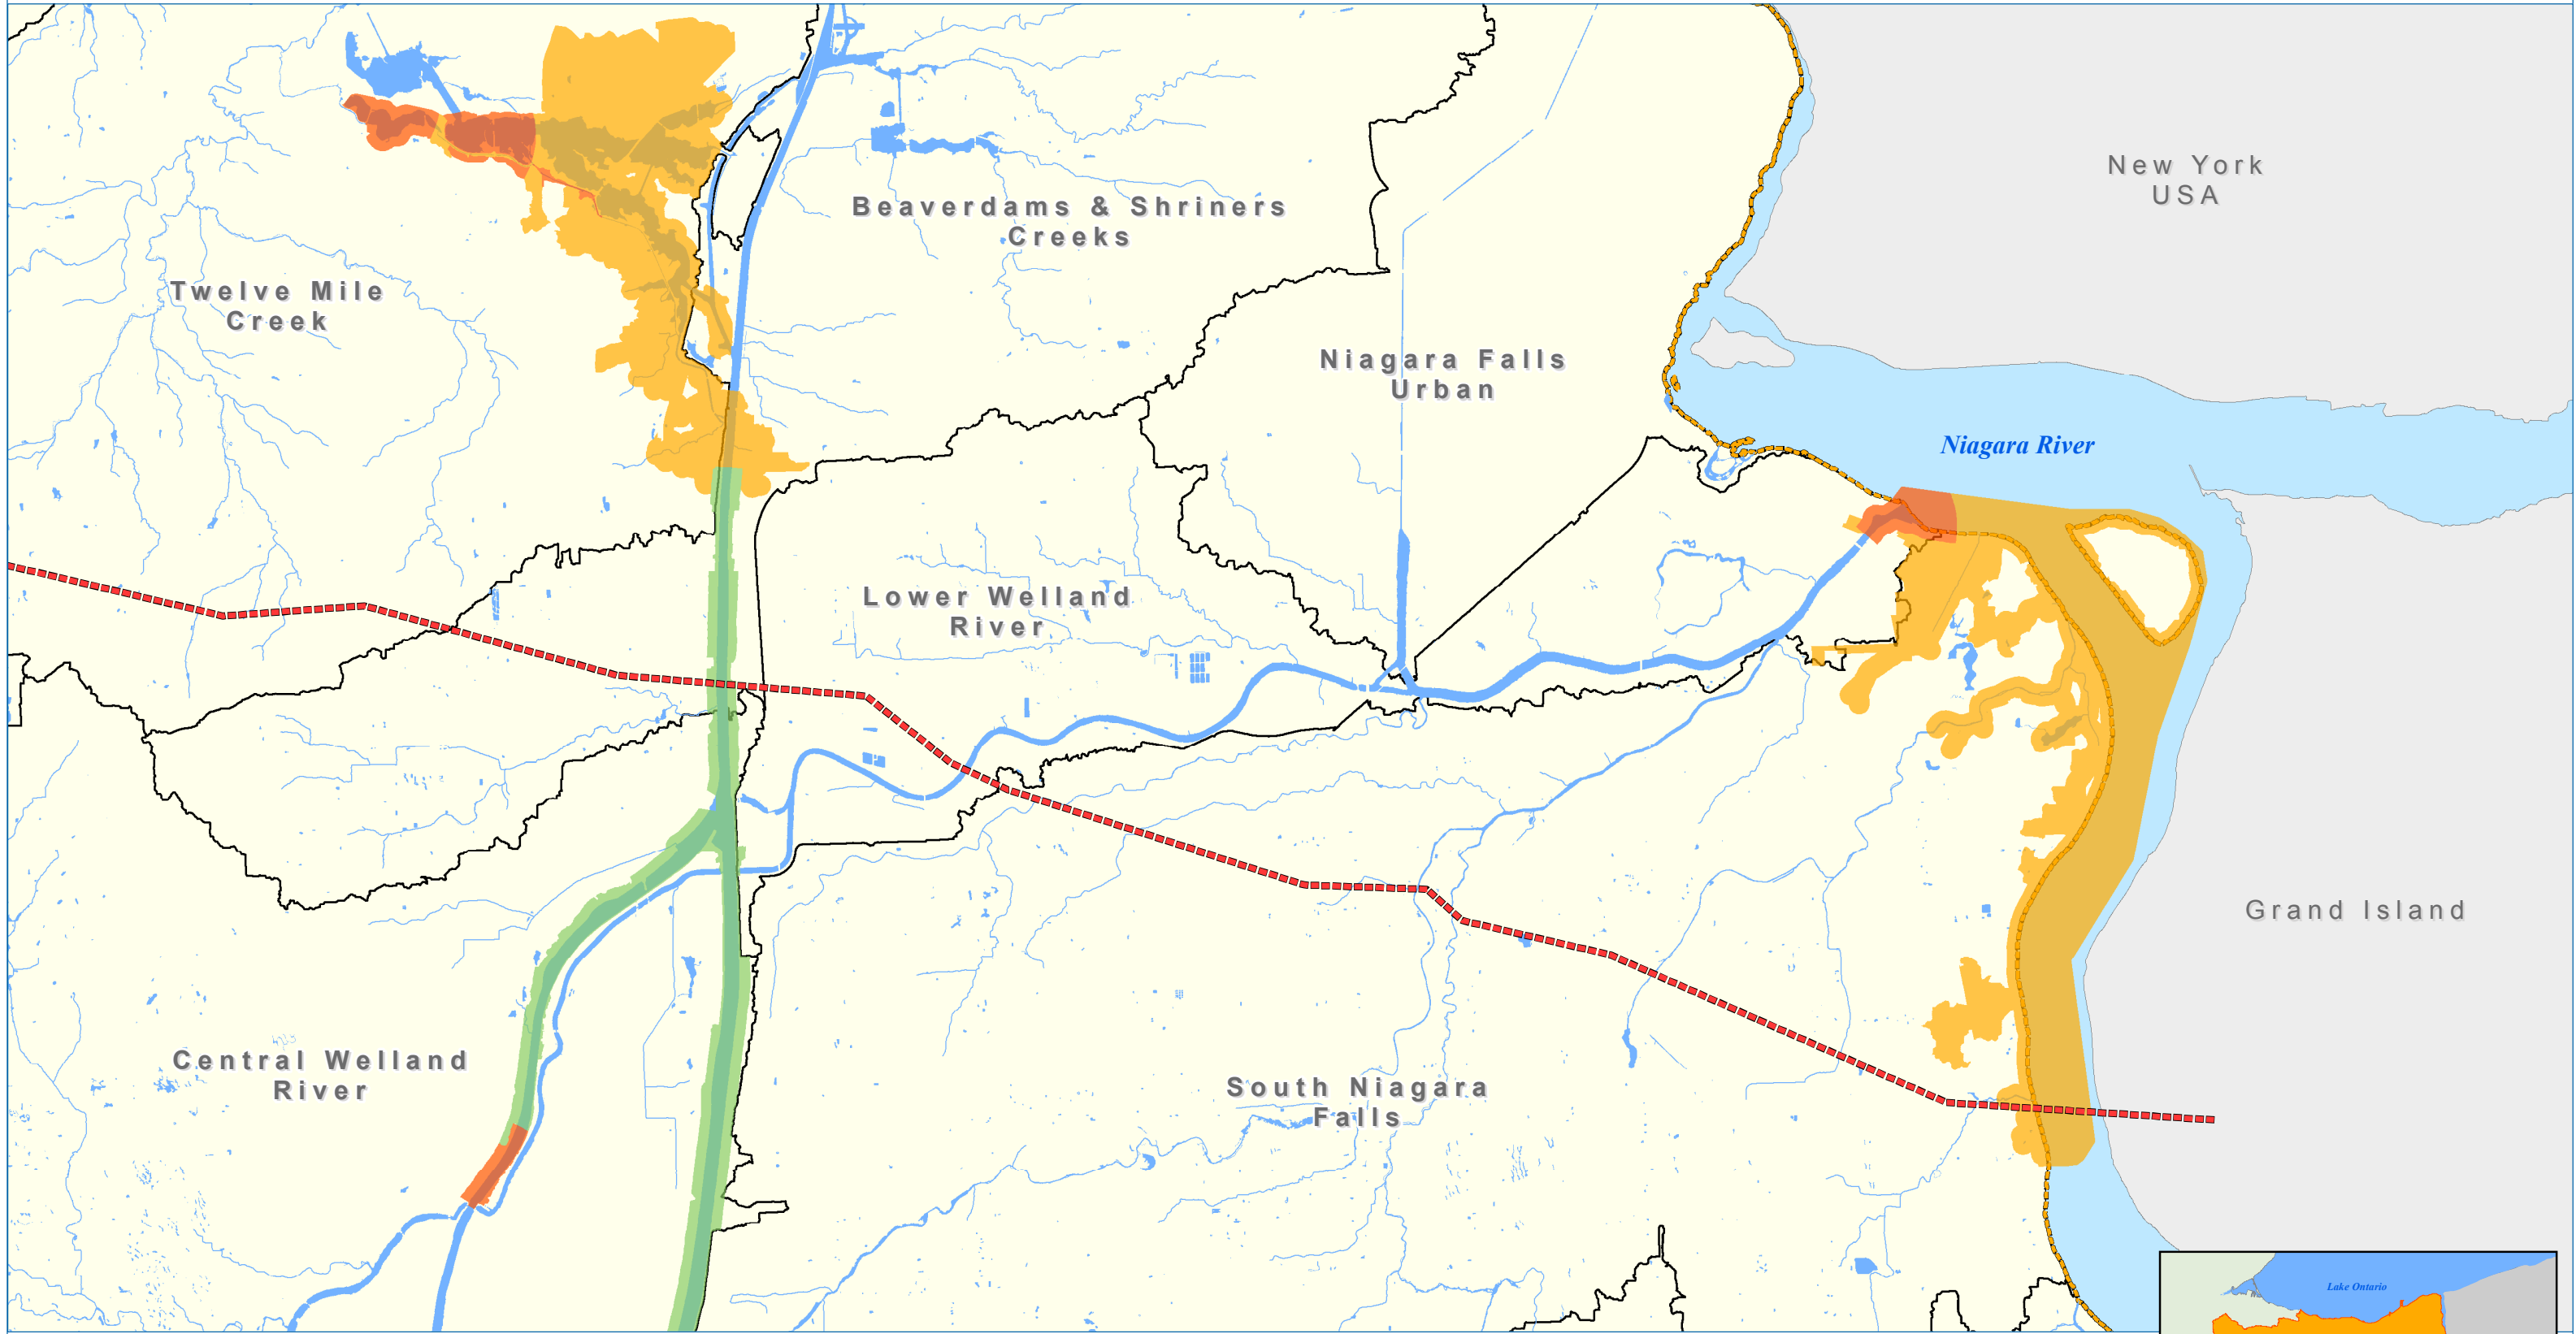 New York
USA
Beaverdams & Shriners
Creeks
Twelve Mile
Creek
Niagara Falls
Urban
Niagara River
Lower Welland
River
Grand Island
Central Welland
River
South Niagara
Falls
Lake Ontario